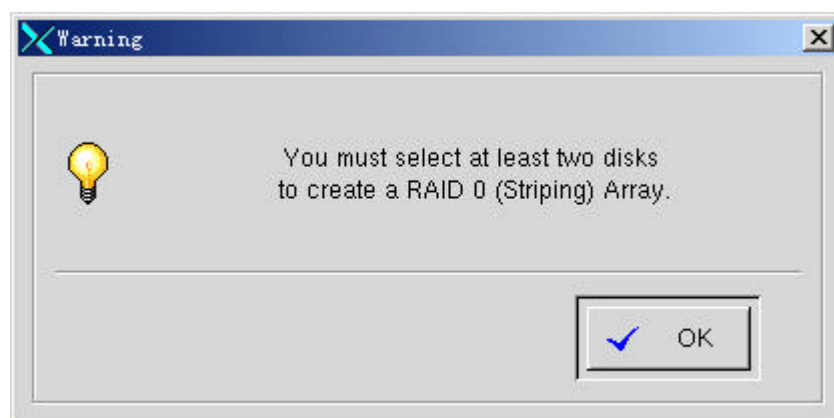 Warning
You must select at least two disks
to create a RAID 0 (Striping) Array.
OK